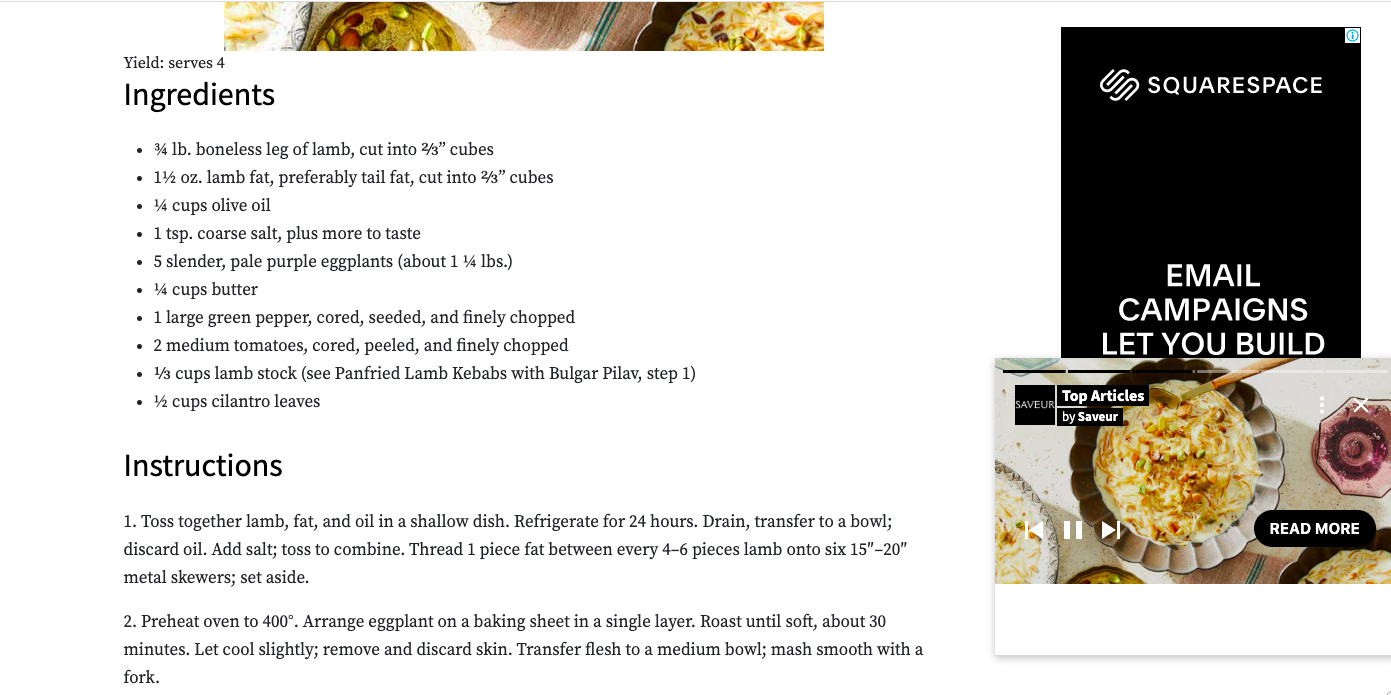 Yield: serves 4
Ingredients
• ¾ lb. boneless leg of lamb, cut into ⅔” cubes
• 1½ oz. lamb fat, preferably tail fat, cut into ⅔” cubes
• ¼ cups olive oil
• 1 tsp. coarse salt, plus more to taste
• 5 slender, pale purple eggplants (about 1 ¼ lbs.)
• ¼ cups butter
• 1 large green pepper, cored, seeded, and finely chopped
• 2 medium tomatoes, cored, peeled, and finely chopped
• ⅓ cups lamb stock (see Panfried Lamb Kebabs with Bulgar Pilav, step 1)
• ½ cups cilantro leaves
Instructions
1. Toss together lamb, fat, and oil in a shallow dish. Refrigerate for 24 hours. Drain, transfer to a bowl;
discard oil. Add salt; toss to combine. Thread 1 piece fat between every 4–6 pieces lamb onto six 15″–20″
metal skewers; set aside.
2. Preheat oven to 400°. Arrange eggplant on a baking sheet in a single layer. Roast until soft, about 30
minutes. Let cool slightly; remove and discard skin. Transfer flesh to a medium bowl; mash smooth with a
fork.
SQUARESPACE
EMAIL
CAMPAIGNS
LET YOU BUILD
SAVEUR
Top Articles
by Saveur
READ MORE